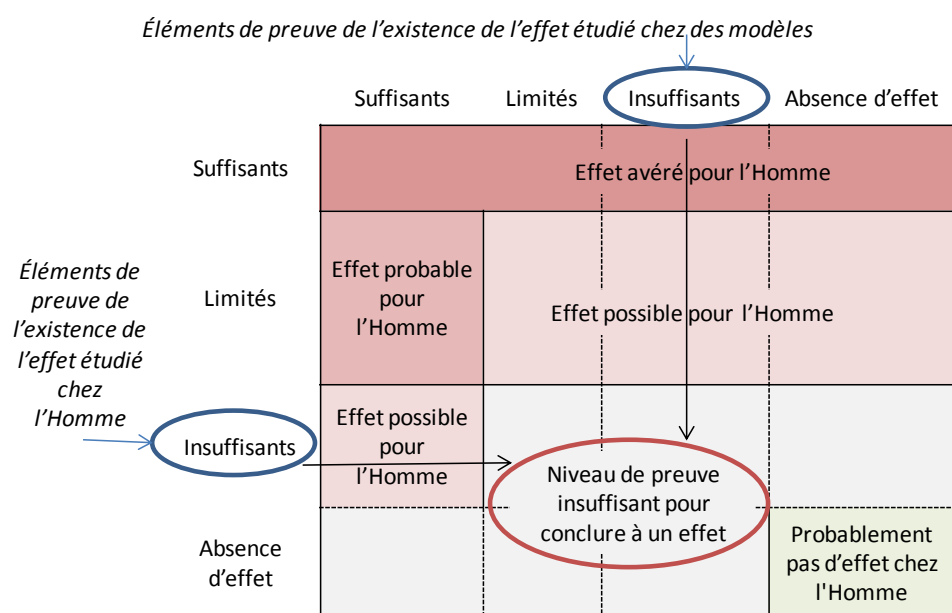 Éléments de preuve de l'existence de l'effet étudié chez des modèles
Suffisants
Limités
Insuffisants
Absence d'effet
Suffisants
Effet avéré pour l'Homme
Éléments de
preuve de
l'existence de
l'effet étudié
chez
l'Homme
Limités
Effet probable
pour
l'Homme
Effet possible pour l'Homme
Insuffisants
Effet possible
pour
l'Homme
Niveau de preuve
insuffisant pour
conclure à un effet
Absence
d'effet
Probablement
pas d'effet chez
l'Homme